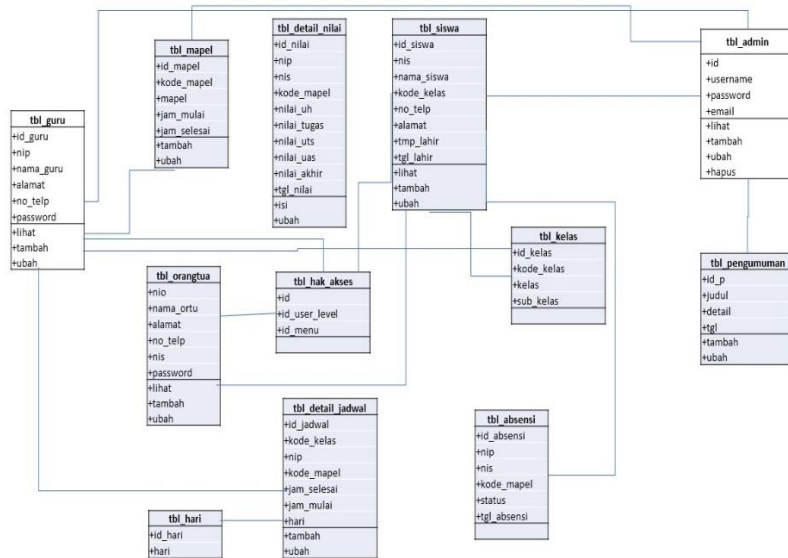 tbl_guru
+id_guru
+nip
+nama_guru
+alamat
+no_telp
+password
+lihat
+tambah
+ubah
tbl_mapel
+id_mapel
+kode_mapel
+mapel
+jam_mulai
+jam_selesai
+tambah
+ubah
tbl_detail_nilai
+id_nilai
+nip
+nis
+kode_mapel
+nilai_uh
+nilai_tugas
+nilai_uts
+nilai_uas
+nilai_akhir
+tgl_nilai
+isi
+ubah
tbl_siswa
+id_siswa
+nis
+nama_siswa
+kode_kelas
+no_telp
+alamat
+tmp_lahir
+tgl_lahir
+lihat
+tambah
+ubah
tbl_admin
+id
+username
+password
+email
+lihat
+tambah
+ubah
+hapus
tbl_orangtua
+nio
+nama_ortu
+alamat
+no_telp
+nis
+password
+lihat
+tambah
+ubah
tbl_hak_akses
+id
+id_user_level
+id_menu
tbl_kelas
+id_kelas
+kode_kelas
+kelas
+sub_kelas
tbl_pengumuman
+id_p
+judul
+detail
+tgl
+tambah
+ubah
tbl_hari
+id_hari
+hari
tbl_detail_jadwal
+id_jadwal
+kode_kelas
+nip
+kode_mapel
+jam_selesai
+jam_mulai
+hari
+tambah
+ubah
tbl_absensi
+id_absensi
+nip
+nis
+kode_mapel
+status
+tgl_absensi